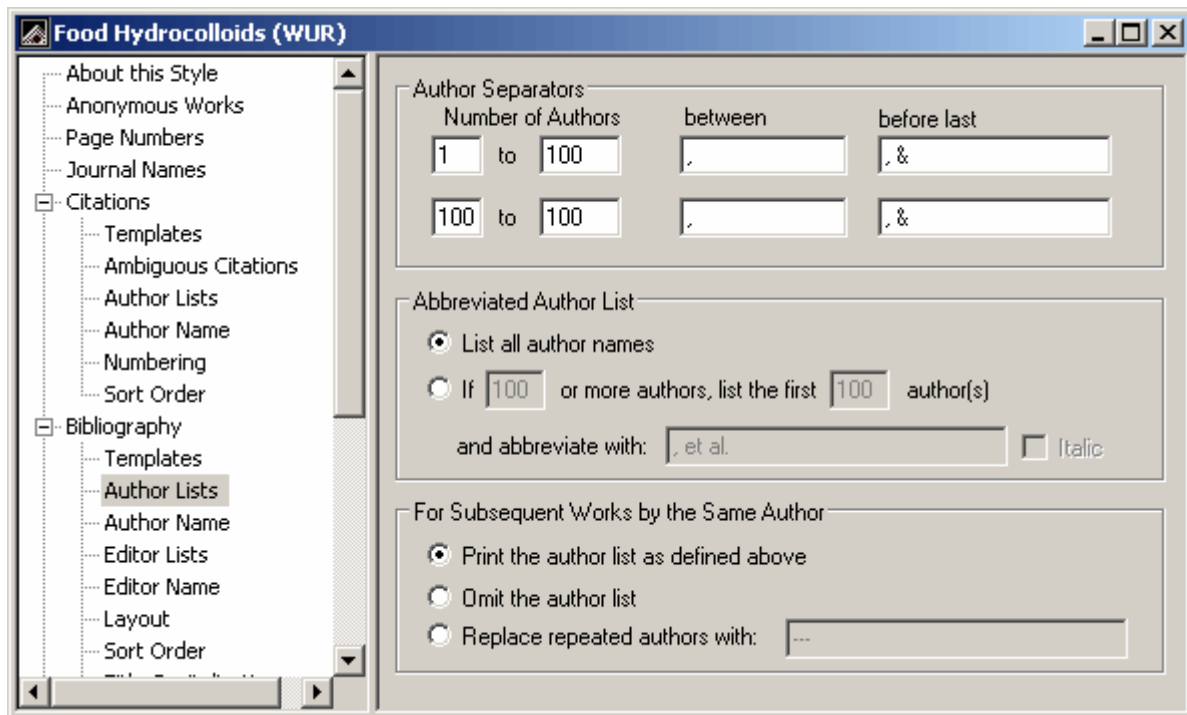 Food Hydrocolloids (WUR)
About this Style
Anonymous Works
Page Numbers
Journal Names
Citations
Templates
Ambiguous Citations
Author Lists
Author Name
Numbering
Sort Order
Bibliography
Templates
Author Lists
Author Name
Editor Lists
Editor Name
Layout
Sort Order
Author Separators
Number of Authors between before last
1 to 100 , , &
100 to 100 , , &
Abbreviated Author List
List all author names
If 100 or more authors, list the first 100 author(s)
and abbreviate with: , et al. Italic
For Subsequent Works by the Same Author
Print the author list as defined above
Omit the author list
Replace repeated authors with: ---